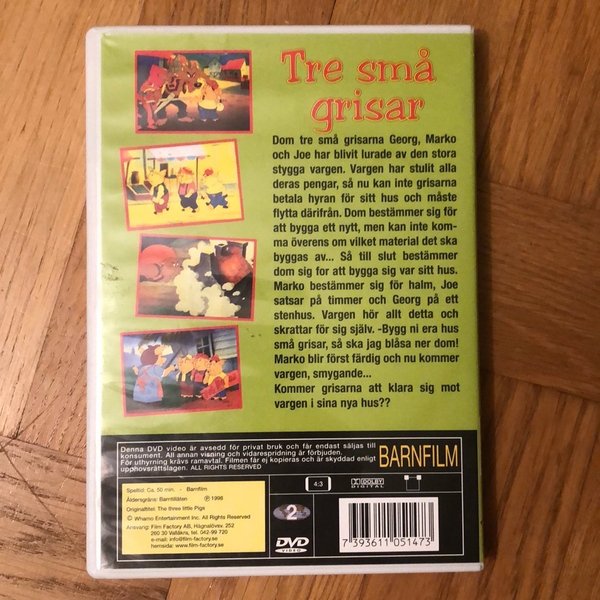 Tre små
grisar
Dom tre små grisarna Georg, Marko
och Joe har blivit lurade av den stora
stygga vargen. Vargen har stulit alla
deras pengar, så nu kan inte grisarna
betala hyran för sitt hus och måste
flytta därifrån. Dom bestämmer sig för
att bygga ett nytt, men kan inte kom-
ma överens om vilket material det ska
byggas av... Så till slut bestämmer
dom sig for att bygga sig var sitt hus.
Marko bestämmer sig för halm, Joe
satsar på timmer och Georg på ett
stenhus. Vargen hör allt detta och
skrattar för sig själv. -Bygg ni era hus
små grisar, så ska jag blåsa ner dom!
Marko blir först färdig och nu kommer
vargen, smygande...
Kommer grisarna att klara sig mot
vargen i sina nya hus??
Denna DVD video är avsedd för privat bruk och får endast säljas till
konsument. All annan visning och vidarespridning är förbjuden.
För uthyrning krävs ramavtal. Filmen får ej kopieras och är skyddad enligt
upphovsrättslagen. ALL RIGHTS RESERVED
BARNFILM
Speltid: Ca. 50 min. - Barnfilm
Åldersgräns: Barntillåten ℗ 1998
Originaltitel: The three little Pigs
© Whamo Entertainment Inc. All Rights Reserved
Ansvarig: Film Factory AB, Hägnalövex. 252
260 30 Vallåkra, tel. 042-99 720
e-mail: info@film-factory.se
hemsida: www.film-factory.se
4:3
DOLBY
DIGITAL
2
DVD
VIDEO
7 393611 051473